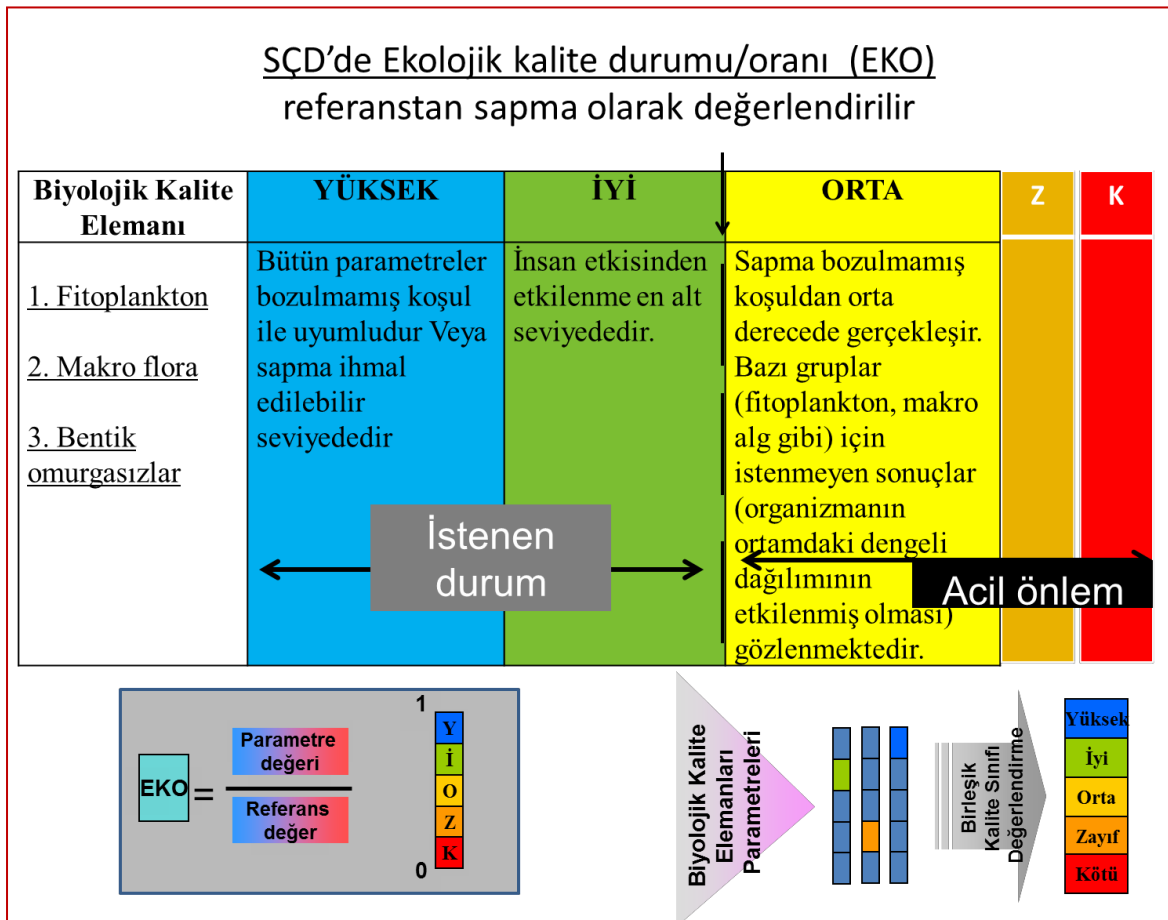 SÇD’de Ekolojik kalite durumu/oranı (EKO)
referanstan sapma olarak değerlendirilir
Biyolojik Kalite
Elemanı
YÜKSEK
İYİ
ORTA
Z
K
1. Fitoplankton
2. Makro flora
3. Bentik
omurgasızlar
Bütün parametreler
bozulmamış koşul
ile uyumludur Veya
sapma ihmal
edilebilir
seviyededir
İnsan etkisinden
etkilenme en alt
seviyededir.
Sapma bozulmamış
koşuldan orta
derecede gerçekleşir.
Bazı gruplar
(fitoplankton, makro
alg gibi) için
istenmeyen sonuçlar
(organizmanın
ortamdaki dengeli
dağılımının
etkilenmiş olması)
gözlenmektedir.
İstenen
durum
Acil önlem
EKO
=
Parametre
değeri
Referans
değer
1
Y
İ
O
Z
K
0
Biyolojik Kalite
Elemanları
Parametreleri
Birleşik
Kalite Sınıfı
Değerlendirme
Yüksek
İyi
Orta
Zayıf
Kötü